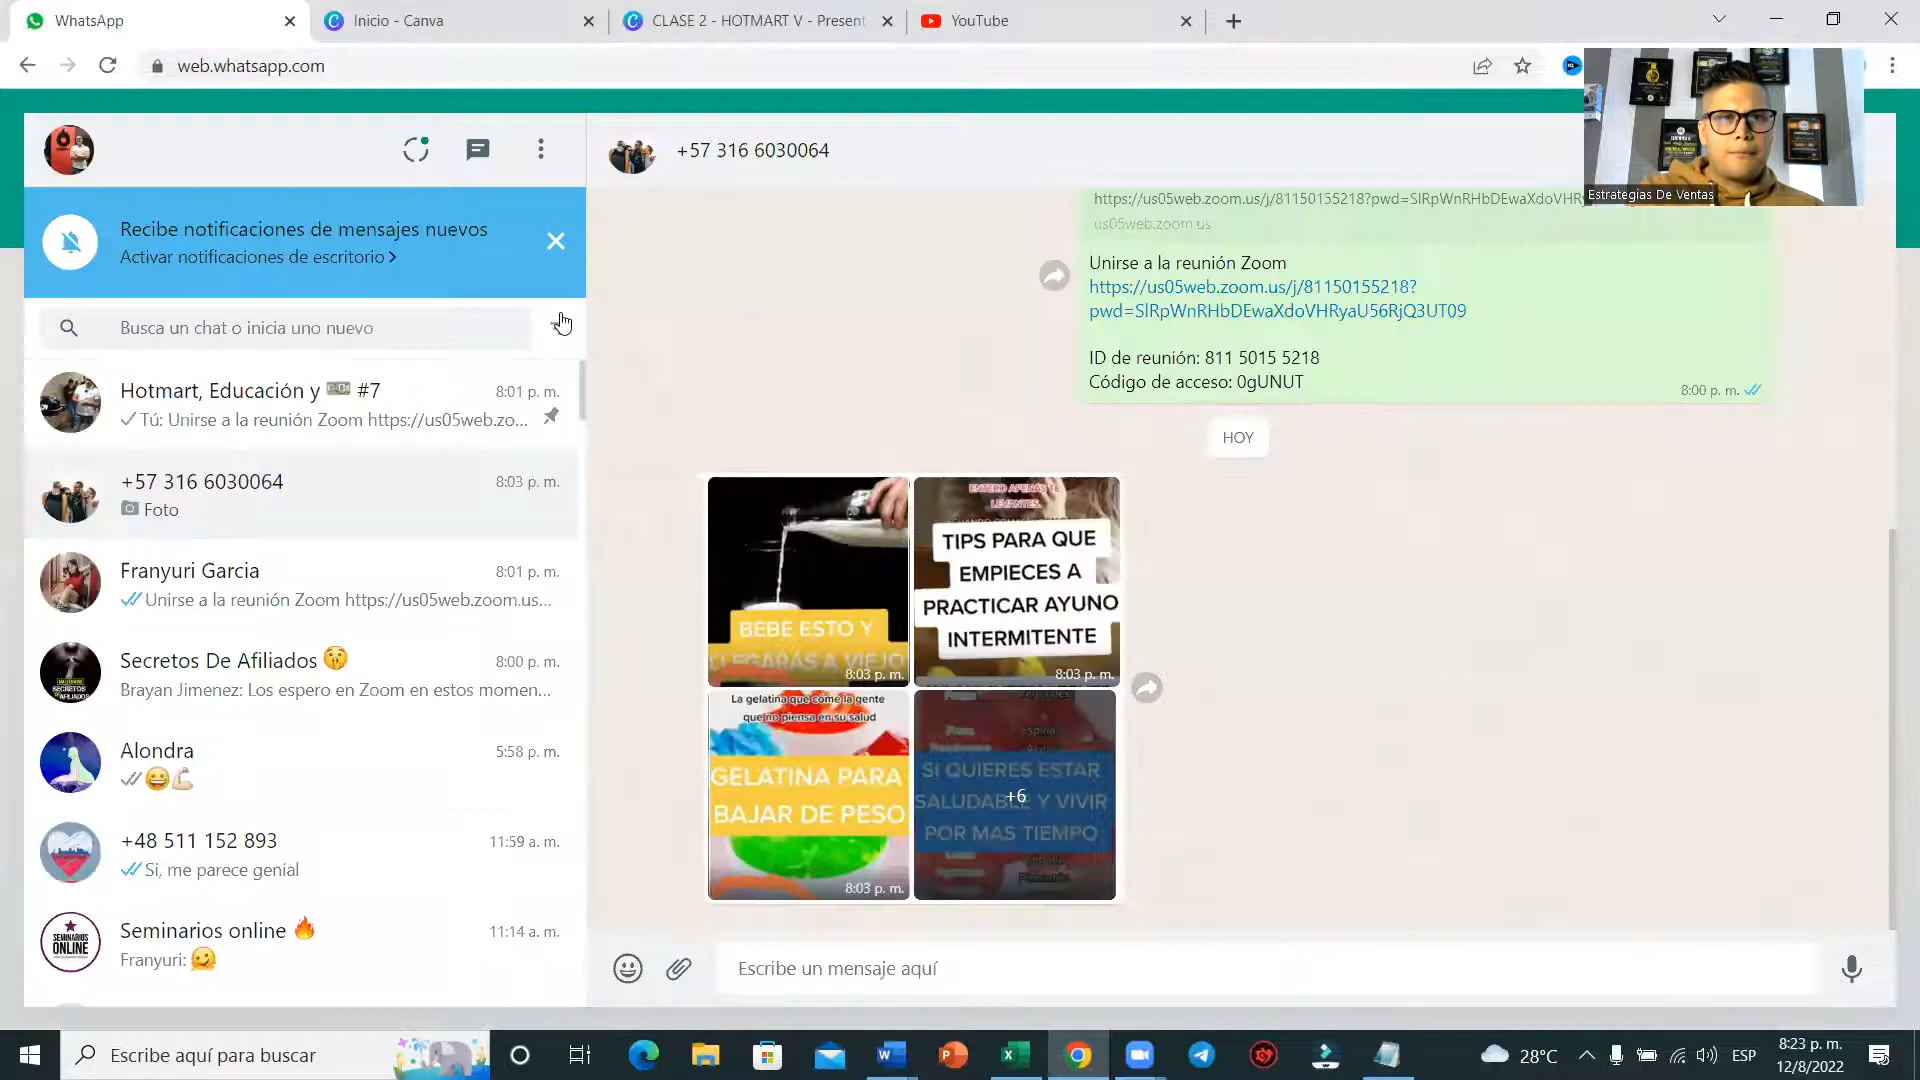 WhatsApp
Inicio - Canva
CLASE 2 - HOTMART V - Present
YouTube
web.whatsapp.com
Estrategias De Ventas
+57 316 6030064
Recibe notificaciones de mensajes nuevos
Activar notificaciones de escritorio
Busca un chat o inicia uno nuevo
Hotmart, Educación y 💵 #7
8:01 p. m.
Tú: Unirse a la reunión Zoom https://us05web.zo...
+57 316 6030064
8:03 p. m.
Foto
Franyuri Garcia
8:01 p. m.
Unirse a la reunión Zoom https://us05web.zoom.us...
Secretos De Afiliados 🤫
8:00 p. m.
Brayan Jimenez: Los espero en Zoom en estos momen...
Alondra
5:58 p. m.
😀💪🏻
+48 511 152 893
11:59 a. m.
Si, me parece genial
SEMINARIOS
ONLINE
Seminarios online 🔥
11:14 a. m.
Franyuri: 🤗
https://us05web.zoom.us/j/81150155218?pwd=SlRpWnRHbDEwaXdoVHR
us05web.zoom.us
Unirse a la reunión Zoom
https://us05web.zoom.us/j/81150155218?
pwd=SlRpWnRHbDEwaXdoVHRyaU56RjQ3UT09
ID de reunión: 811 5015 5218
Código de acceso: 0gUNUT
8:00 p. m.
HOY
BEBE ESTO Y
LLEGARAS A VIEJO
8:03 p. m.
ENTERO APENAS TE
LEVANTES.
TIPS PARA QUE
EMPIECES A
PRACTICAR AYUNO
INTERMITENTE
8:03 p. m.
La gelatina que come la gente
que no piensa en su salud
GELATINA PARA
BAJAR DE PESO
8:03 p. m.
SI QUIERES ESTAR
SALUDABLE Y VIVIR
POR MAS TIEMPO
+6
Escribe un mensaje aquí
Escribe aquí para buscar
28°C
ESP
8:23 p. m.
12/8/2022